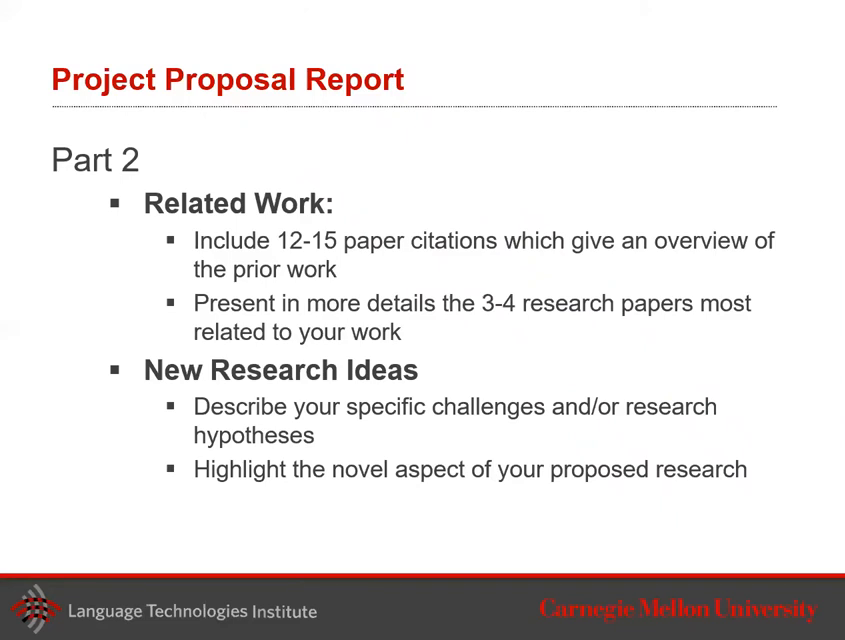 Project Proposal Report
Part 2
▪ Related Work:
▪ Include 12-15 paper citations which give an overview of
the prior work
▪ Present in more details the 3-4 research papers most
related to your work
▪ New Research Ideas
▪ Describe your specific challenges and/or research
hypotheses
▪ Highlight the novel aspect of your proposed research
Language Technologies Institute
Carnegie Mellon University